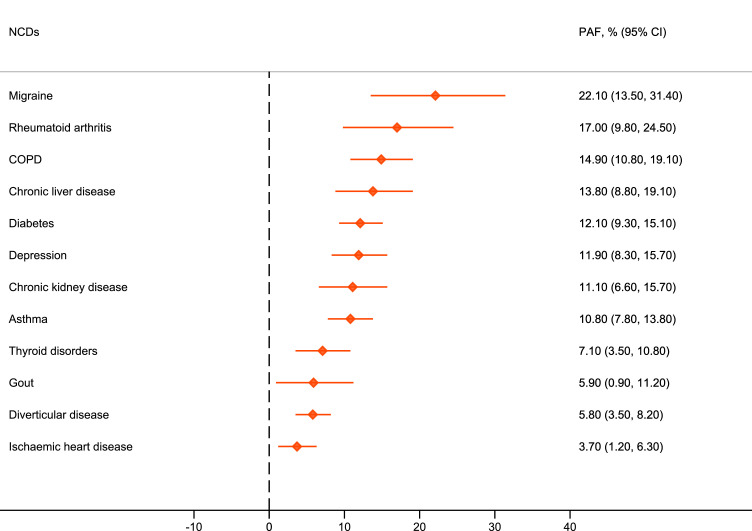 NCDs PAF, % (95% CI)
Migraine 22.10 (13.50, 31.40)
Rheumatoid arthritis 17.00 (9.80, 24.50)
COPD 14.90 (10.80, 19.10)
Chronic liver disease 13.80 (8.80, 19.10)
Diabetes 12.10 (9.30, 15.10)
Depression 11.90 (8.30, 15.70)
Chronic kidney disease 11.10 (6.60, 15.70)
Asthma 10.80 (7.80, 13.80)
Thyroid disorders 7.10 (3.50, 10.80)
Gout 5.90 (0.90, 11.20)
Diverticular disease 5.80 (3.50, 8.20)
Ischaemic heart disease 3.70 (1.20, 6.30)
-10 0 10 20 30 40